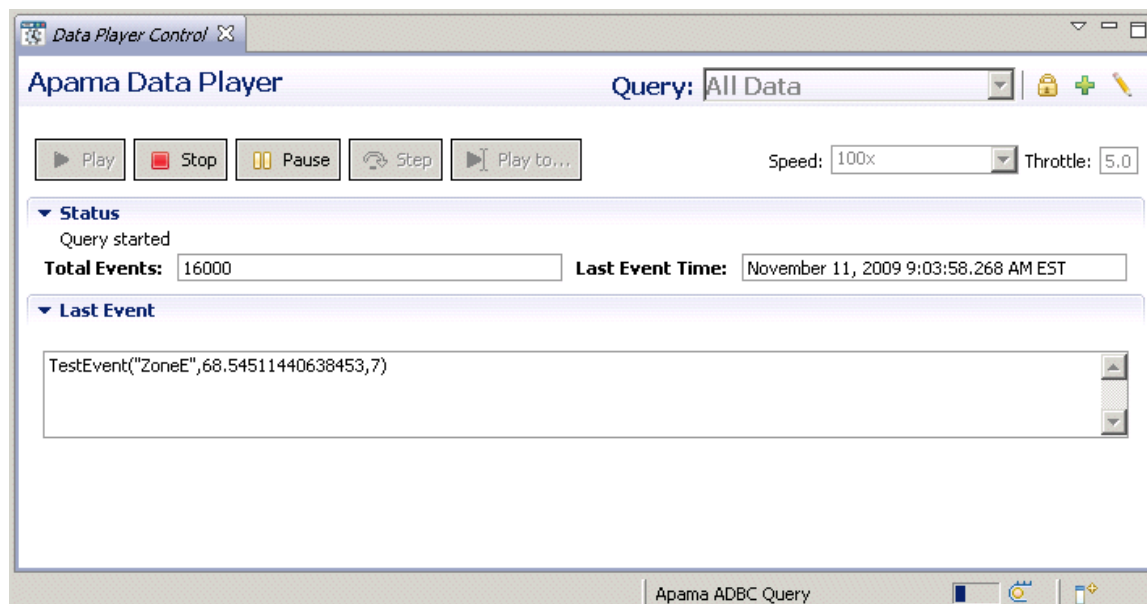 Data Player Control
Apama Data Player
Query: All Data
Play Stop Pause Step Play to...
Speed: 100x Throttle: 5.0
Status
Query started
Total Events: 16000 Last Event Time: November 11, 2009 9:03:58.268 AM EST
Last Event
TestEvent("ZoneE",68.54511440638453,7)
Apama ADBC Query